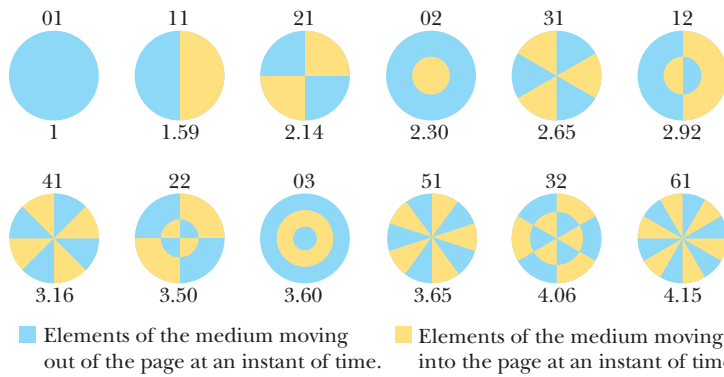 01 11 21 02 31 12
1 1.59 2.14 2.30 2.65 2.92
41 22 03 51 32 61
3.16 3.50 3.60 3.65 4.06 4.15
Elements of the medium moving
out of the page at an instant of time.
Elements of the medium moving
into the page at an instant of